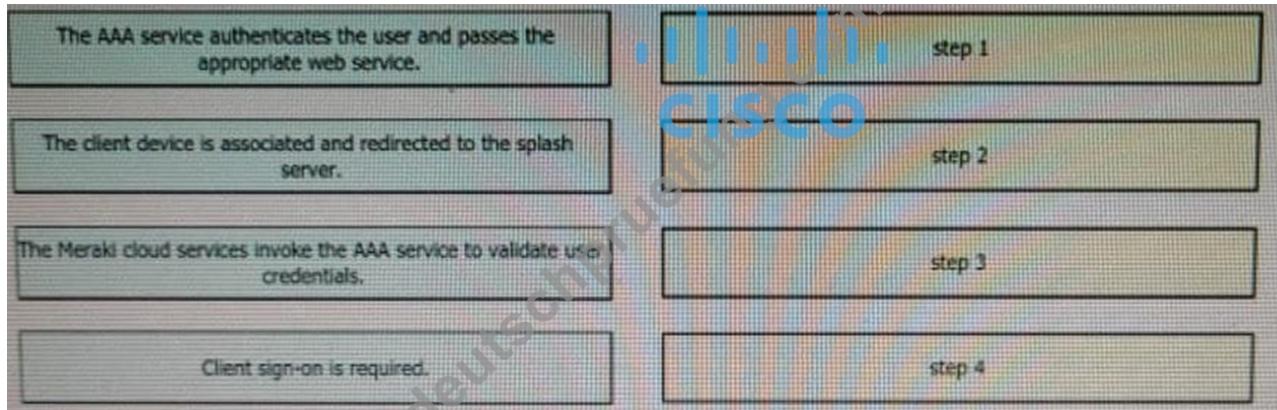 The AAA service authenticates the user and passes the
appropriate web service.
step 1
CISCO
The client device is associated and redirected to the splash
server.
step 2
The Meraki cloud services invoke the AAA service to validate user
credentials.
step 3
Client sign-on is required.
step 4